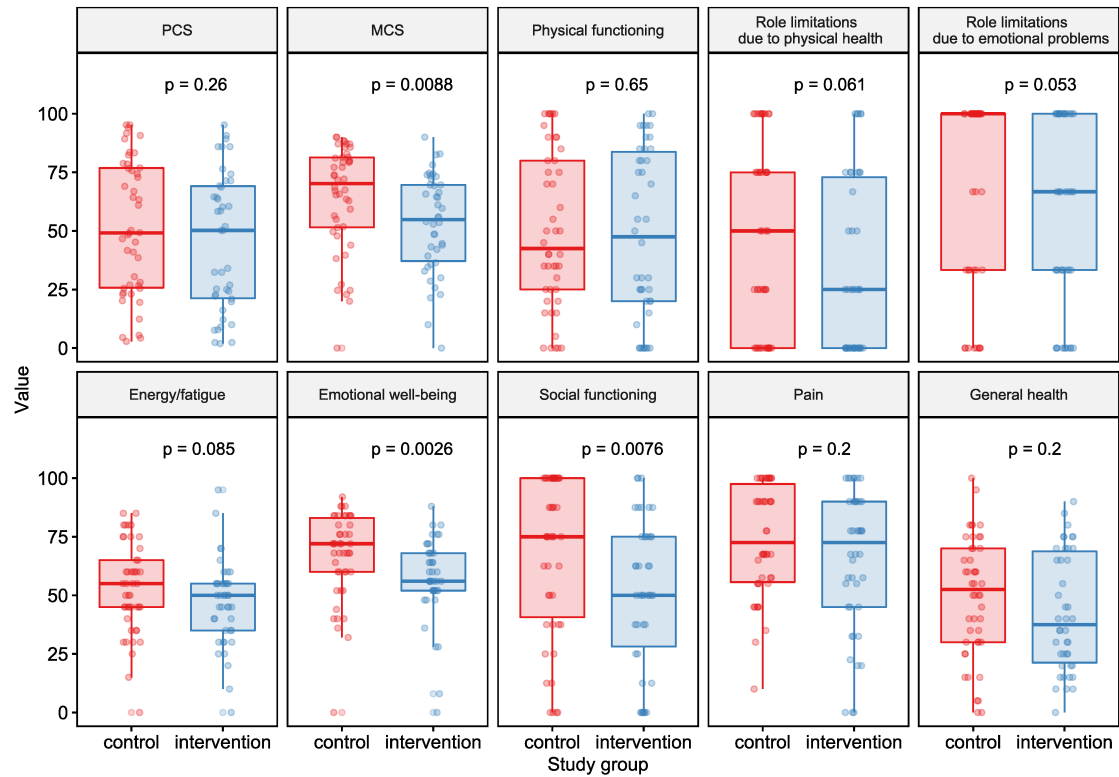 PCS
MCS
Physical functioning
Role limitations
due to physical health
Role limitations
due to emotional problems
p = 0.26
p = 0.0088
p = 0.65
p = 0.061
p = 0.053
100
75
50
25
0
Value
Energy/fatigue
Emotional well-being
Social functioning
Pain
General health
p = 0.085
p = 0.0026
p = 0.0076
p = 0.2
p = 0.2
100
75
50
25
0
control intervention
control intervention
control intervention
control intervention
control intervention
Study group